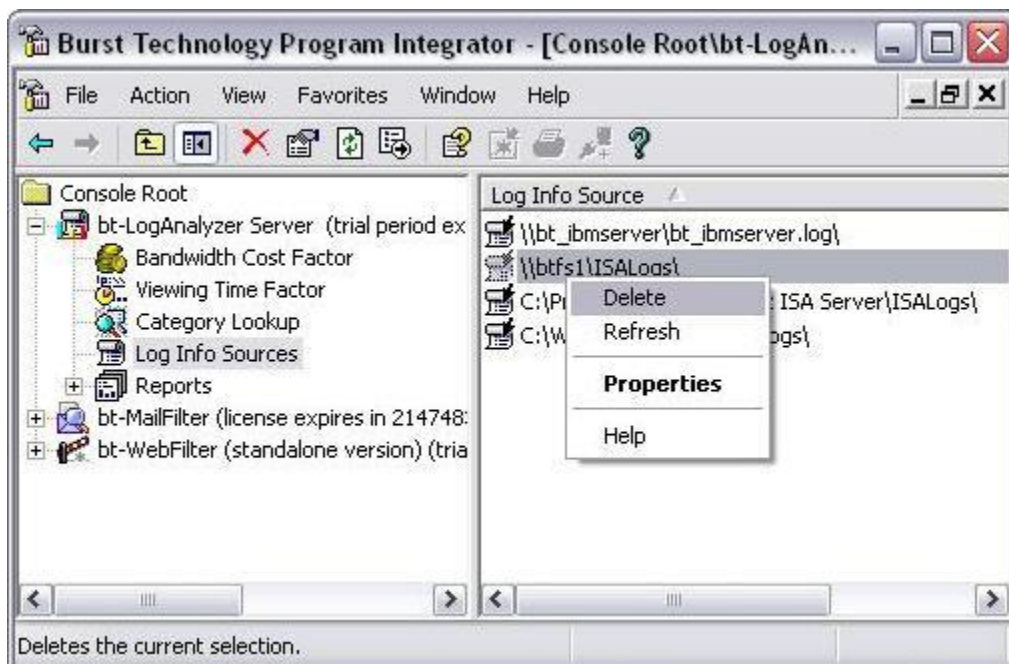 Burst Technology Program Integrator - [Console Root\bt-LogAn...
File Action View Favorites Window Help
Console Root
bt-LogAnalyzer Server (trial period ex
Bandwidth Cost Factor
Viewing Time Factor
Category Lookup
Log Info Sources
Reports
bt-MailFilter (license expires in 214748
bt-WebFilter (standalone version) (tria
Log Info Source
\\bt_ibmserver\bt_ibmserver.log\
\\btfs1\ISALogs\
C:\P ISA Server\ISALogs\
C:\W ogs\
Delete
Refresh
Properties
Help
Deletes the current selection.